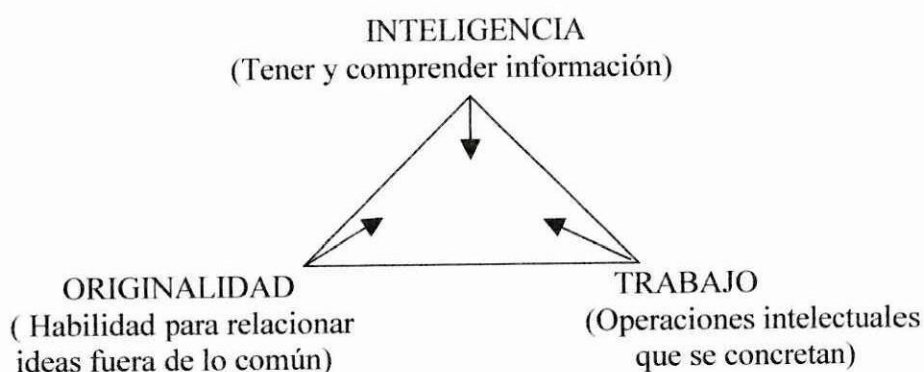 INTELIGENCIA
(Tener y comprender información)
ORIGINALIDAD
( Habilidad para relacionar
ideas fuera de lo común)
TRABAJO
(Operaciones intelectuales
que se concretan)